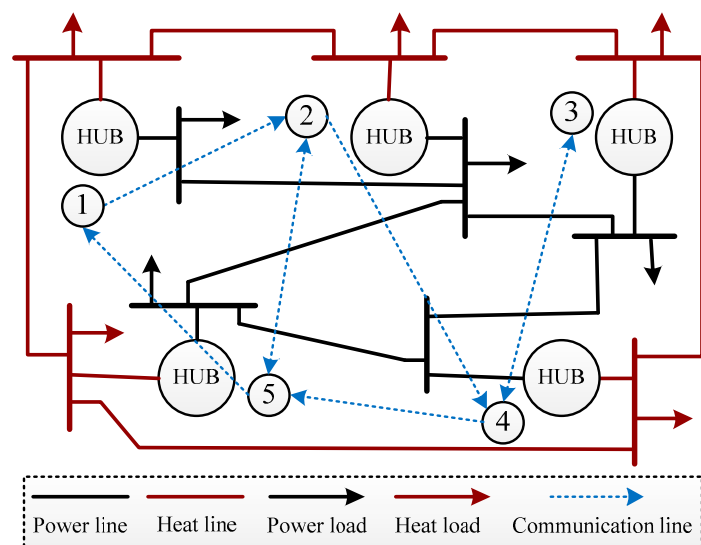 HUB
2
HUB
3
HUB
1
HUB
5
4
HUB
Power line
Heat line
Power load
Heat load
Communication line